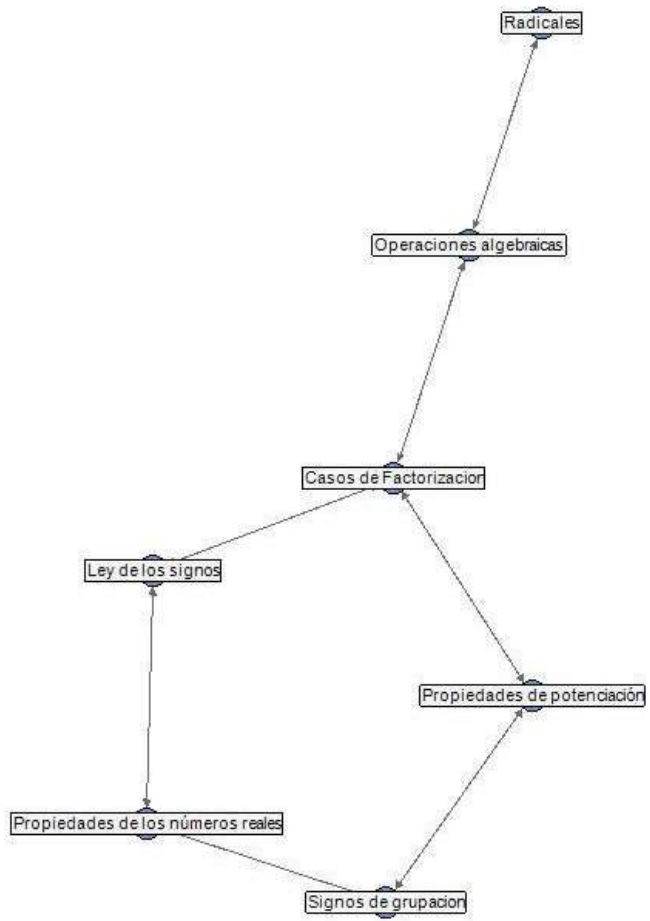 Radicales
Operaciones algebraicas
Casos de Factorizacion
Ley de los signos
Propiedades de potenciación
Propiedades de los números reales
Signos de grupacion